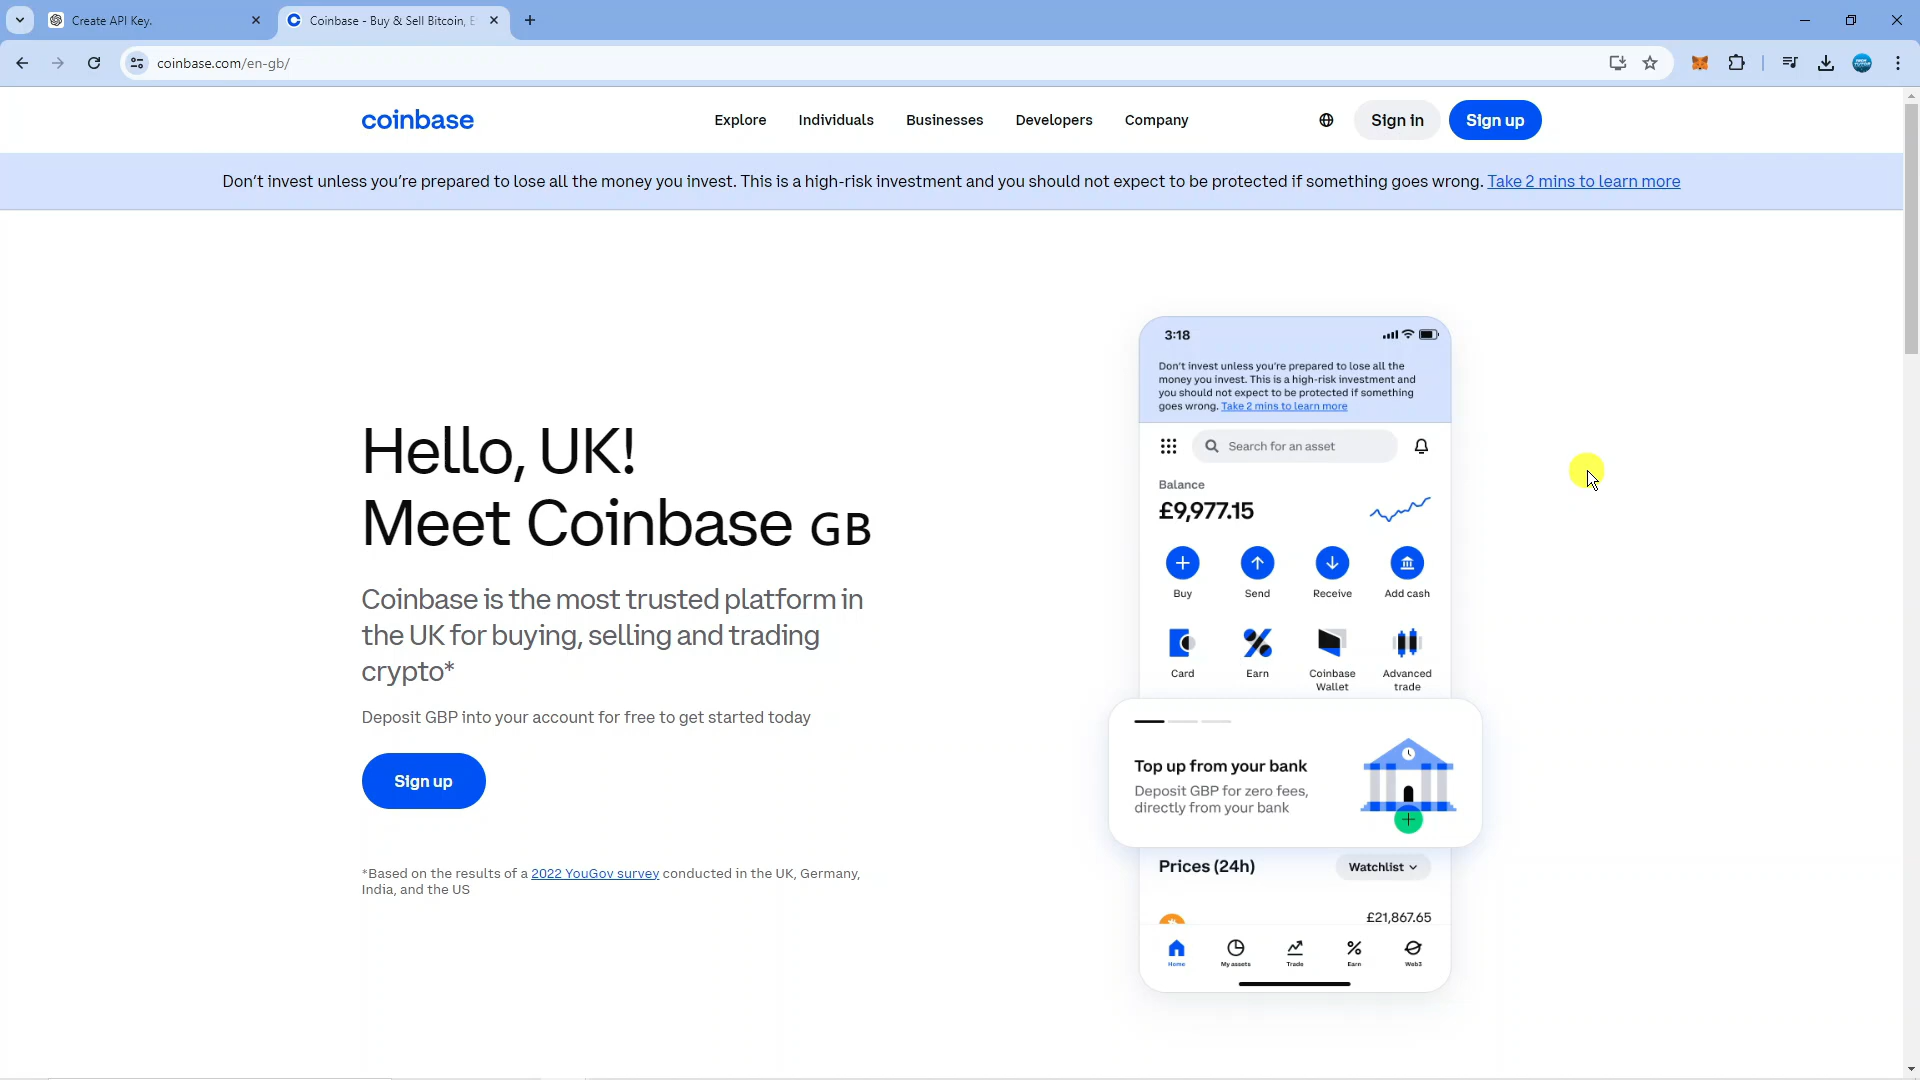 Create API Key.
Coinbase - Buy & Sell Bitcoin, E
coinbase.com/en-gb/
coinbase
Explore
Individuals
Businesses
Developers
Company
Sign in
Sign up
Don't invest unless you're prepared to lose all the money you invest. This is a high-risk investment and you should not expect to be protected if something goes wrong. Take 2 mins to learn more
Hello, UK!
Meet Coinbase GB
Coinbase is the most trusted platform in
the UK for buying, selling and trading
crypto*
Deposit GBP into your account for free to get started today
Sign up
*Based on the results of a 2022 YouGov survey conducted in the UK, Germany,
India, and the US
3:18
Don't invest unless you're prepared to lose all the
money you invest. This is a high-risk investment and
you should not expect to be protected if something
goes wrong. Take 2 mins to learn more
Search for an asset
Balance
£9,977.15
Buy
Send
Receive
Add cash
Card
Earn
Coinbase
Wallet
Advanced
trade
Top up from your bank
Deposit GBP for zero fees,
directly from your bank
Prices (24h)
Watchlist
£21,867.65
Home
My assets
Trade
Earn
Web3